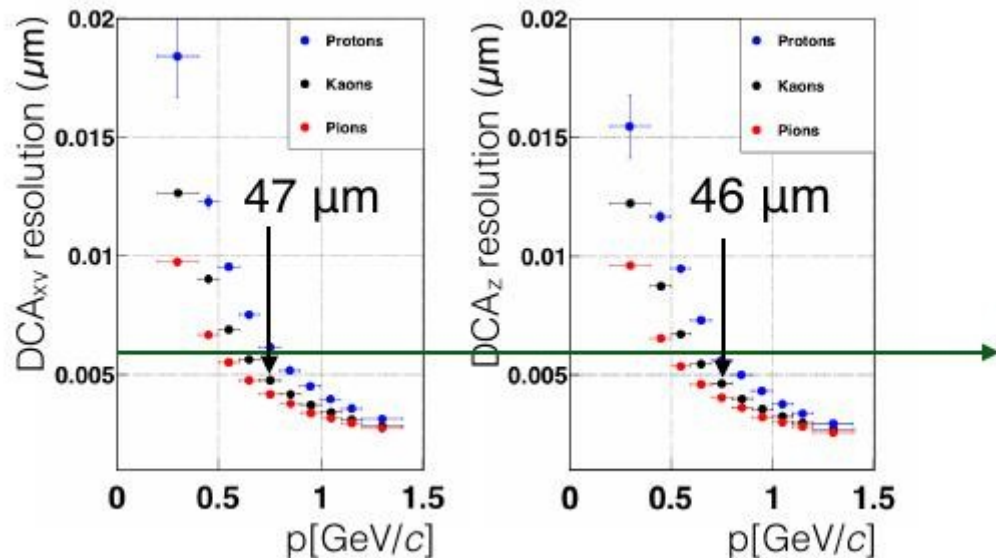 DCAxy resolution (μm)
0.02
0.015
0.01
0.005
Protons
Kaons
Pions
47 μm
0
0.5
1
1.5
p[GeV/c]
DCAz resolution (μm)
0.02
0.015
0.01
0.005
Protons
Kaons
Pions
46 μm
0
0.5
1
1.5
p[GeV/c]